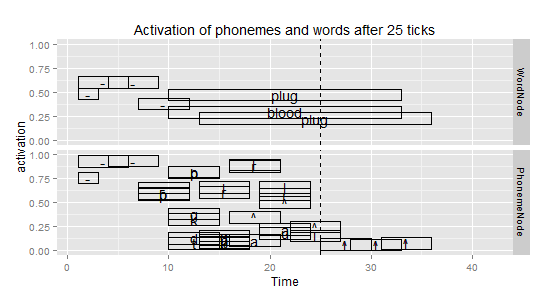 Activation of phonemes and words after 25 ticks
1.00
0.75
0.50
0.25
0.00
-
-
-
-
plug
blood
plug
WordNode
activation
1.00
0.75
0.50
0.25
0.00
-
-
-
p
r
p
r
l
^
g
^
^
a
l
d
a
PhonemeNode
0
10
20
30
40
Time